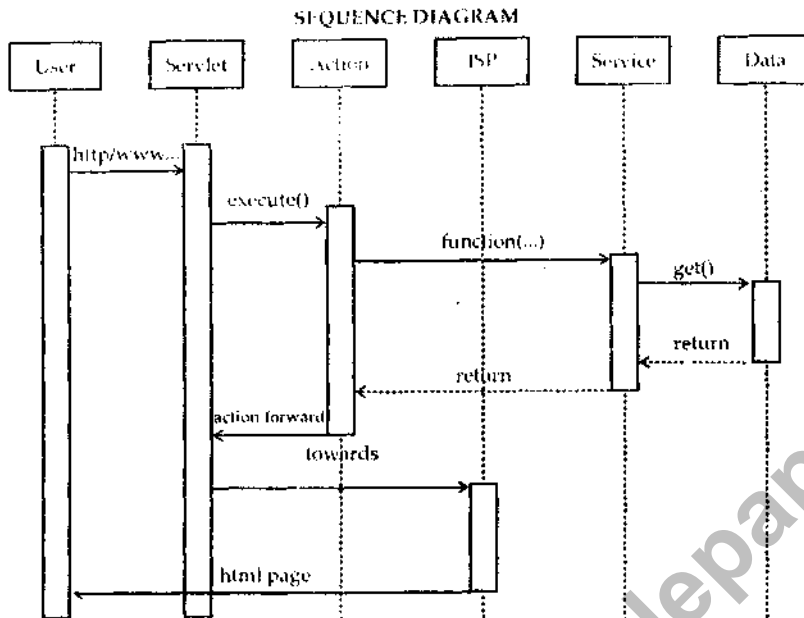 SEQUENCE DIAGRAM
User Servlet Action JSP Service Data
http/www...
execute()
function(...)
get()
return
return
action forward
towards
html page